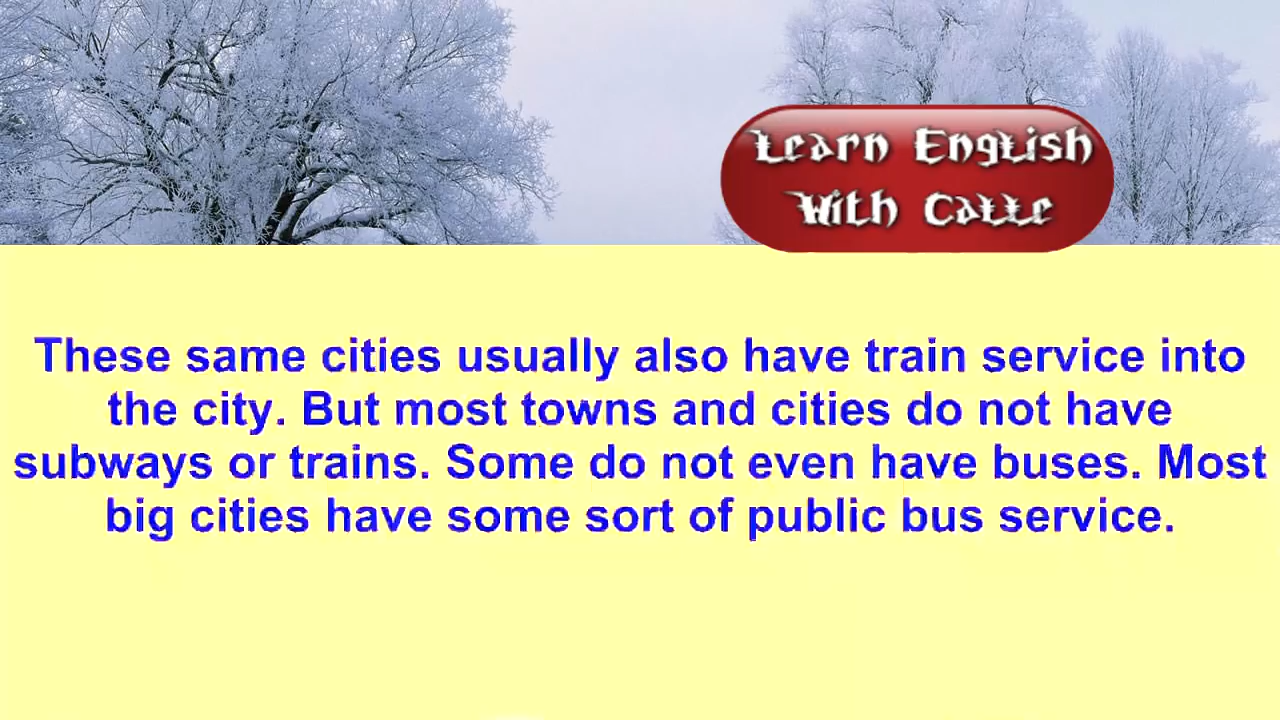 Learn English
With Catte
These same cities usually also have train service into
the city. But most towns and cities do not have
subways or trains. Some do not even have buses. Most
big cities have some sort of public bus service.